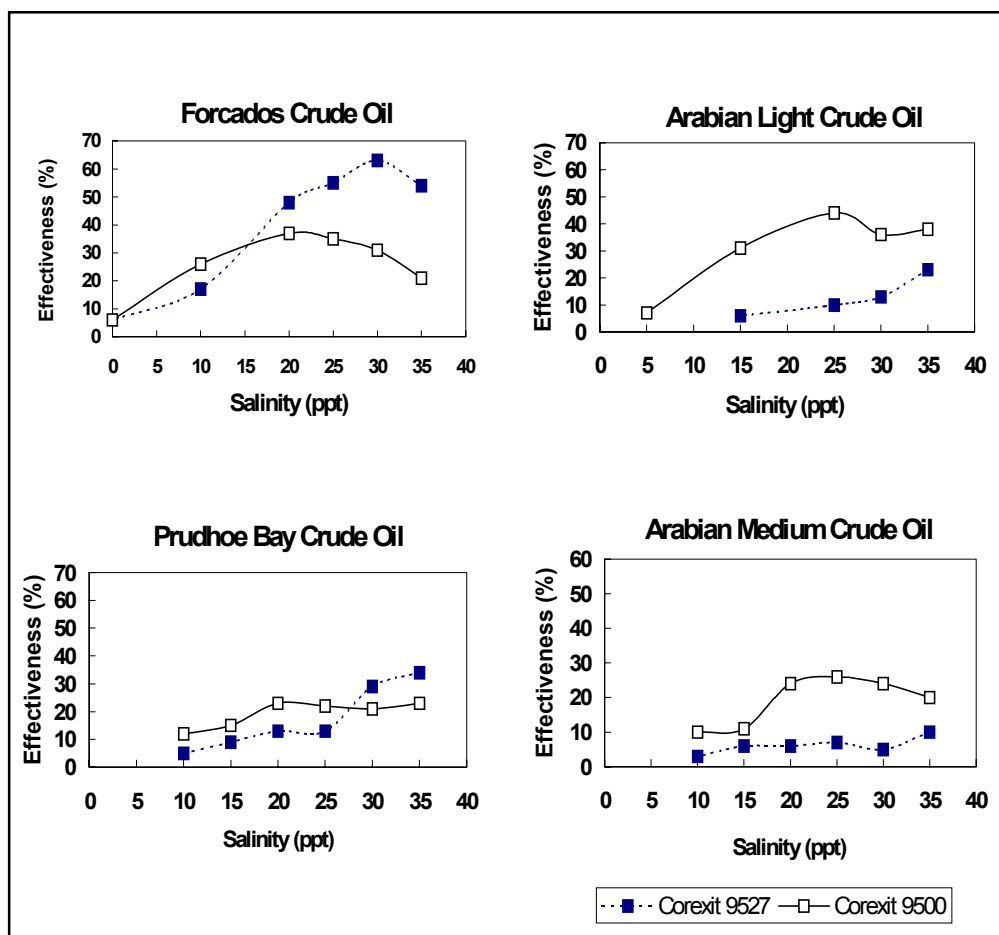 Forcados Crude Oil
Effectiveness (%)
70
60
50
40
30
20
10
0
0 5 10 15 20 25 30 35 40
Salinity (ppt)
Arabian Light Crude Oil
Effectiveness (%)
70
60
50
40
30
20
10
0
0 5 10 15 20 25 30 35 40
Salinity (ppt)
Prudhoe Bay Crude Oil
Effectiveness (%)
70
60
50
40
30
20
10
0
0 5 10 15 20 25 30 35 40
Salinity (ppt)
Arabian Medium Crude Oil
Effectiveness (%)
60
50
40
30
20
10
0
0 5 10 15 20 25 30 35 40
Salinity (ppt)
Corexit 9527 Corexit 9500